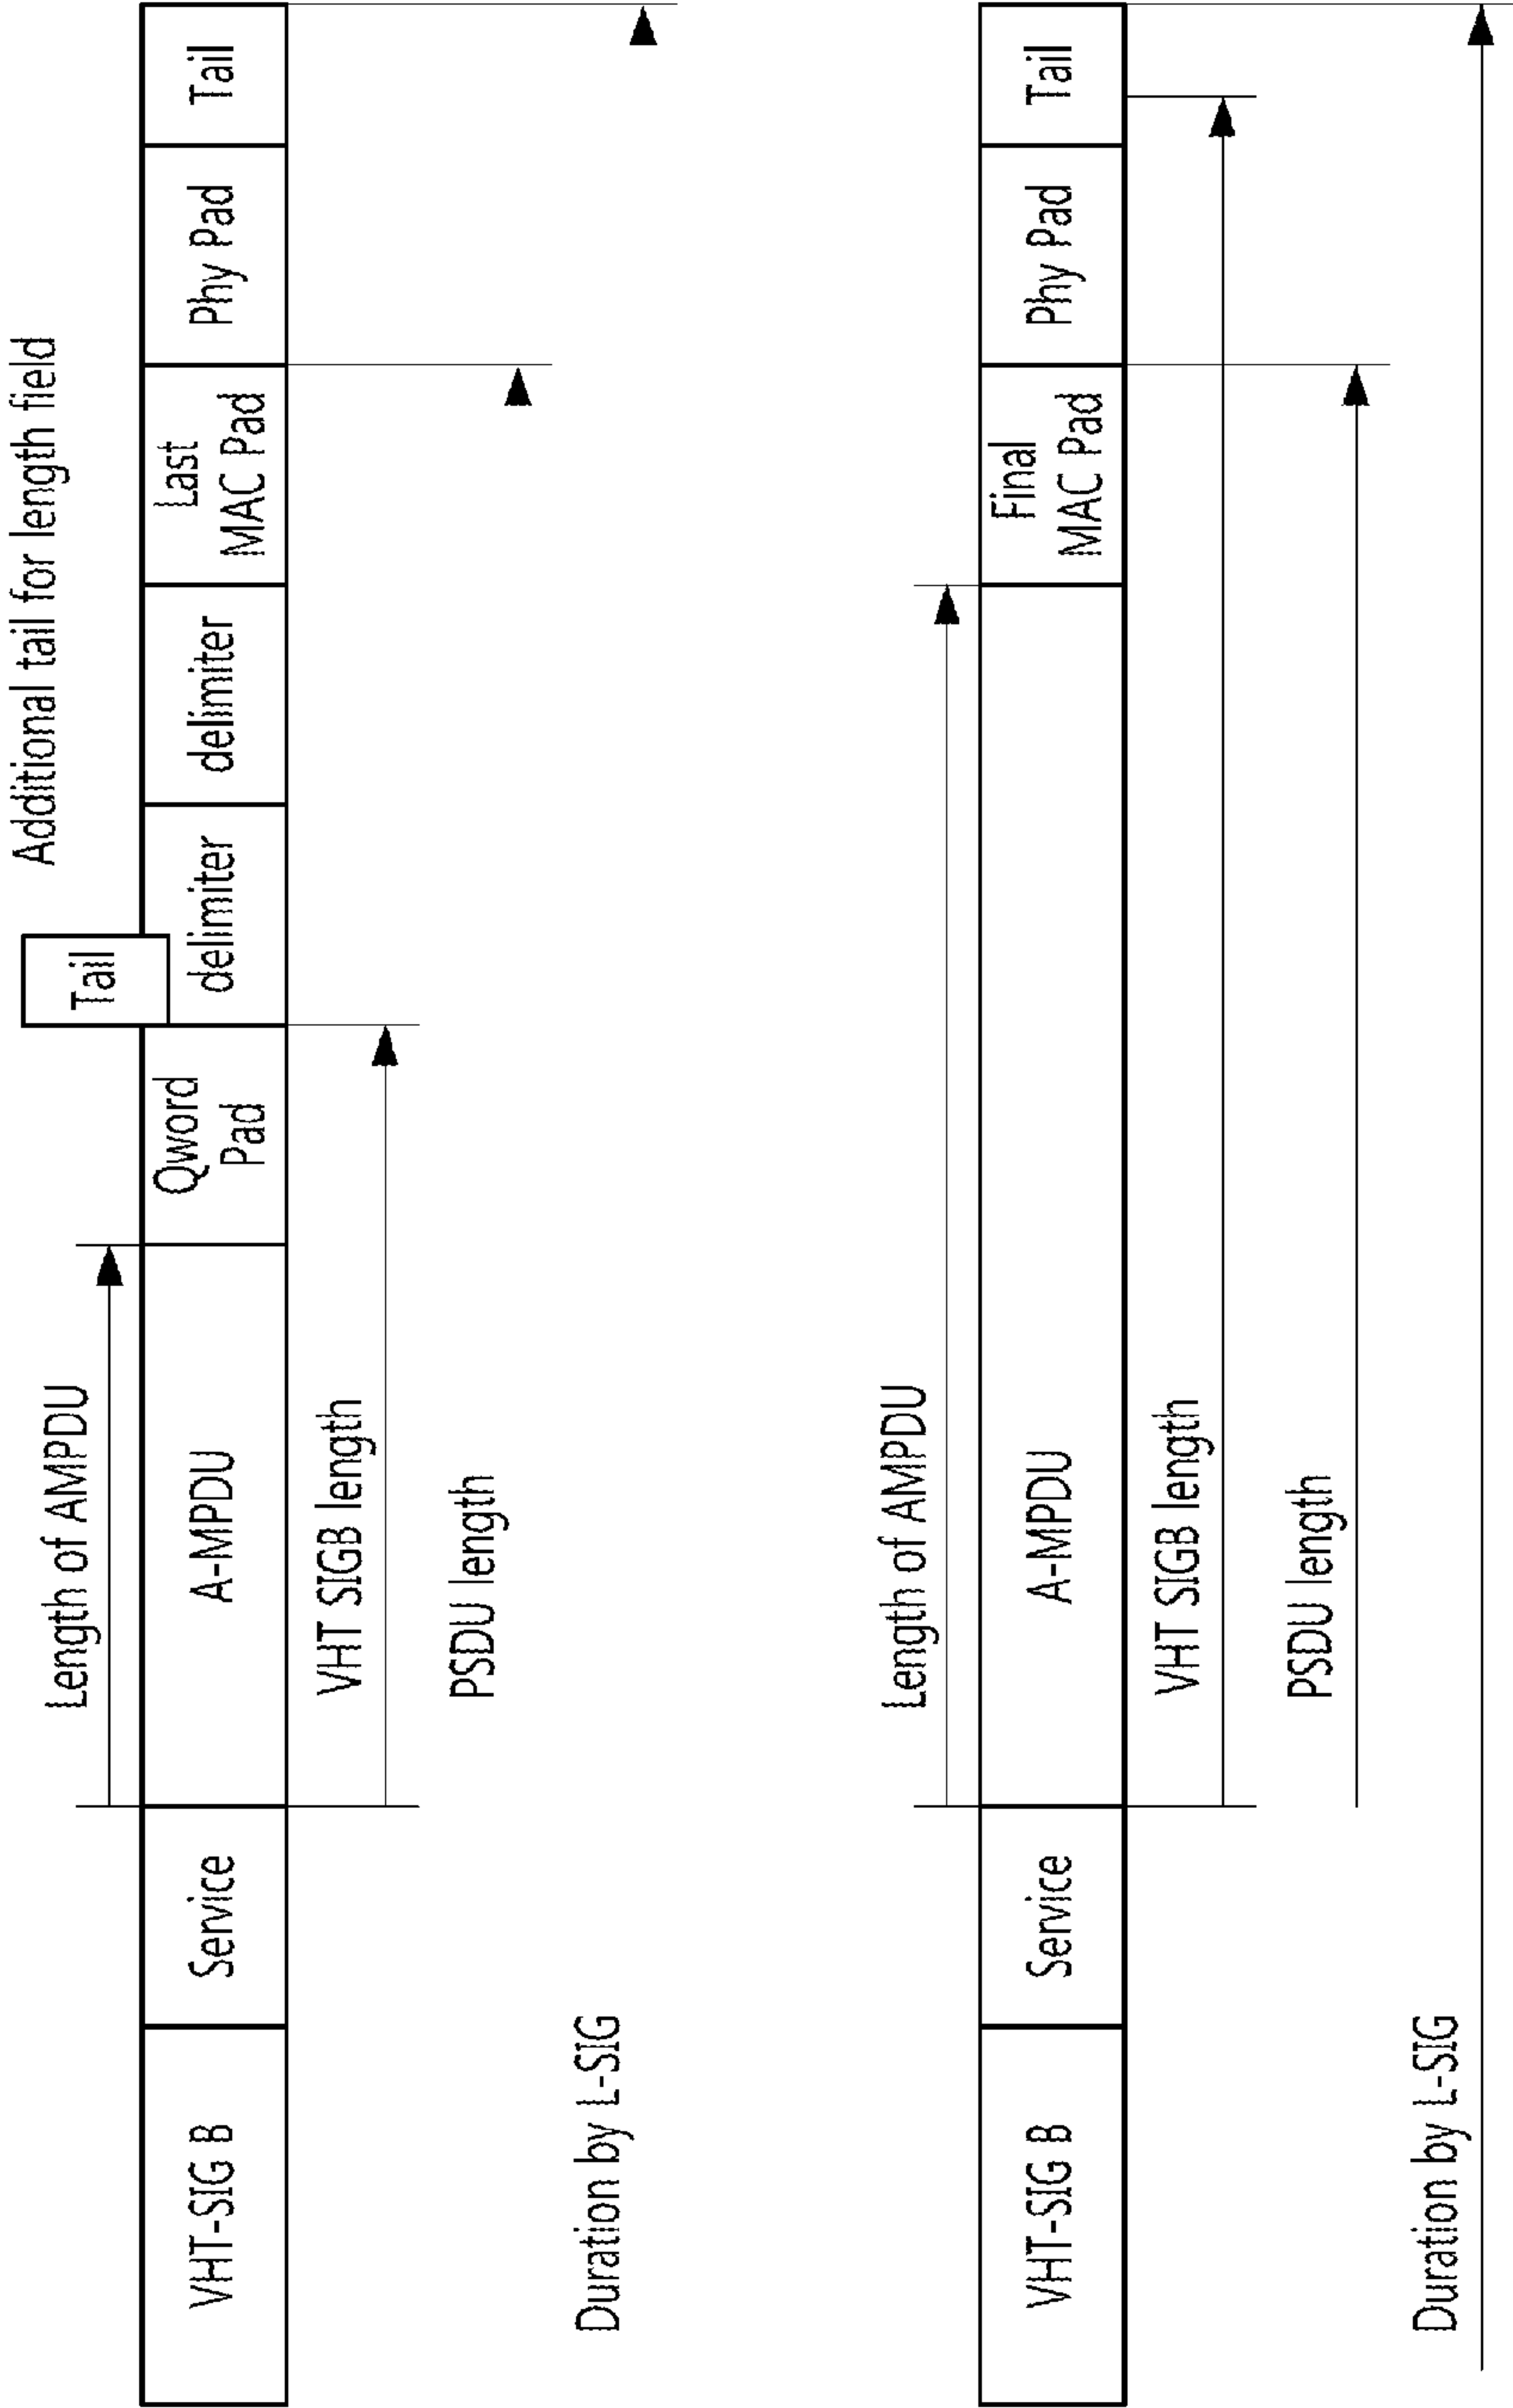 Additional tail for length field
Length of AMPDU
Tail
VHT-SIG B
Service
A-MPDU
Qword
Pad
delimiter
delimiter
Last
MAC Pad
Phy Pad
Tail
VHT SIGB length
PSDU length
Duration by L-SIG
Length of AMPDU
VHT-SIG B
Service
A-MPDU
Final
MAC Pad
Phy Pad
Tail
VHT SIGB length
PSDU length
Duration by L-SIG